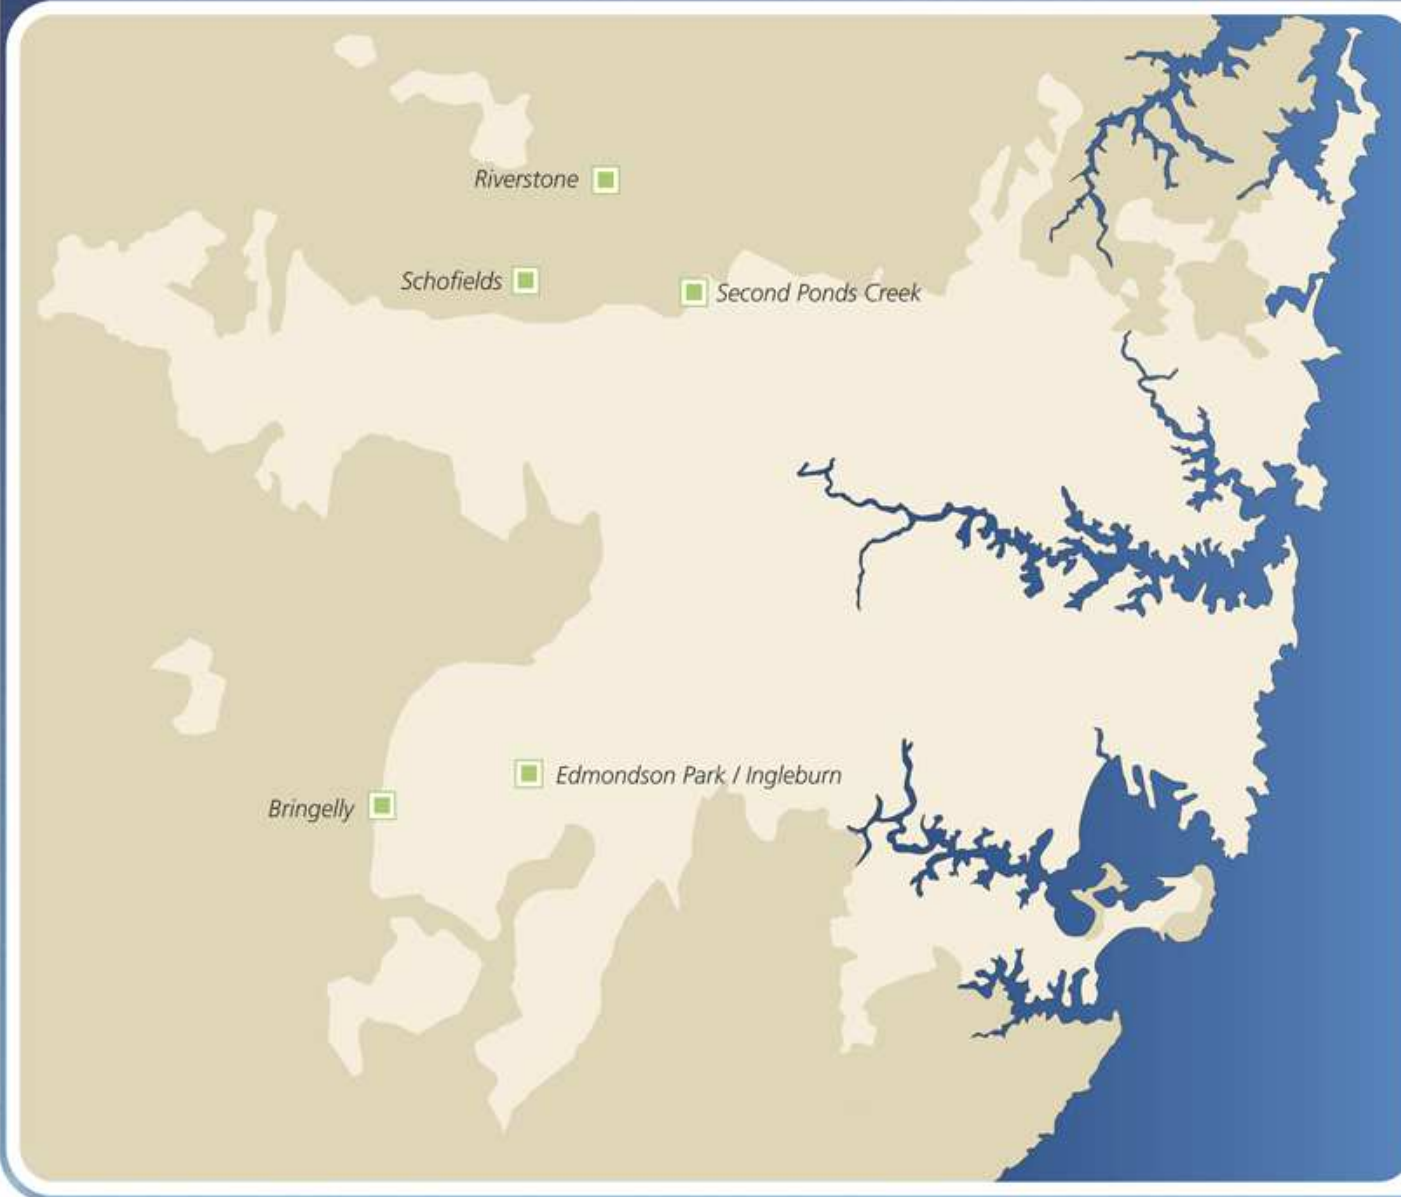 Riverstone
Schofields
Second Ponds Creek
Edmondson Park / Ingleburn
Bringelly